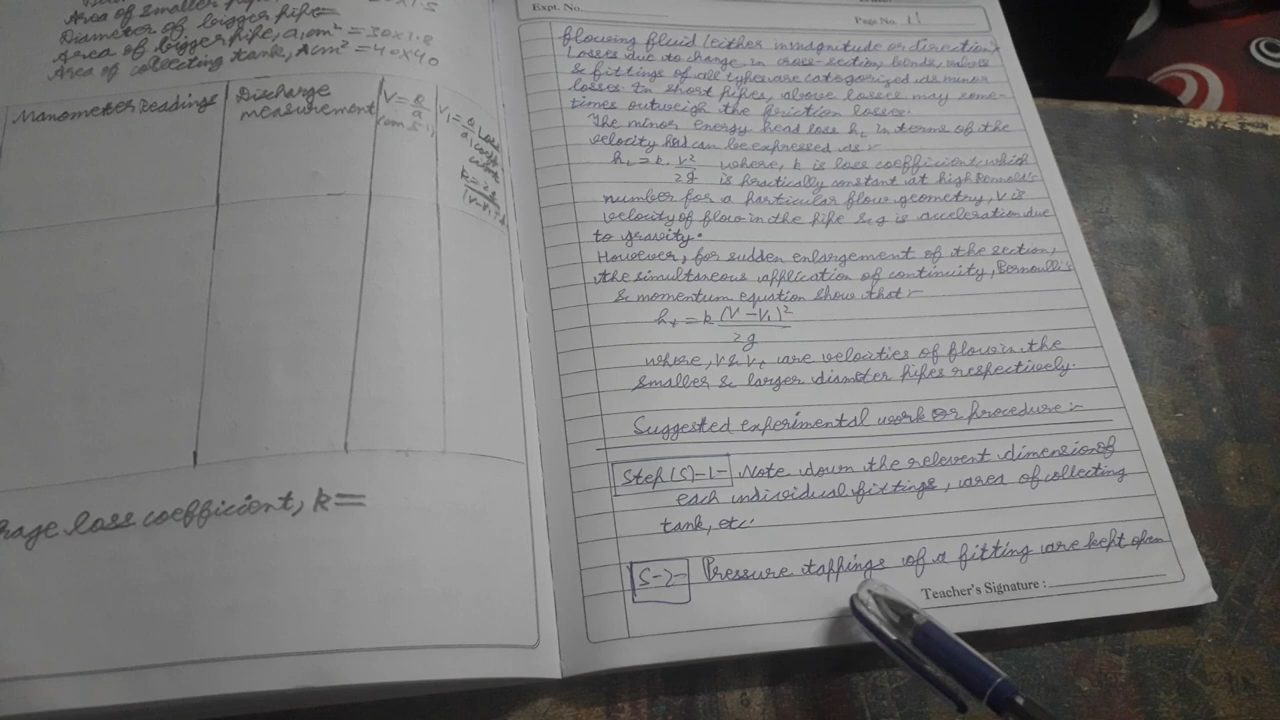 Area of smaller
Diameter of bigger pipe=
Area of bigger pipe, a, cm² = 30x1.8
Area of collecting tank, Acm² = 40x40
Manometer readings
Discharge
measurement
V = Q/a
(cm s⁻¹)
V₁ = Q/a₁
loss coefficient, k=
Expt. No.
Page No. 11
flowing fluid (either in magnitude or direction)
Losses due to change in cross-section, bends, valves
& fittings of all types are categorized as minor
losses. In short pipes, above losses may some-
times outweigh the friction losses.
The minor energy head loss hL in terms of the
velocity head can be expressed as :-
hL = k. V²/2g where, k is loss coefficient, which
is practically constant at high Reynold's
number for a particular flow geometry, V is
velocity of flow in the pipe & g is acceleration due
to gravity.
However, for sudden enlargement of the section,
the simultaneous application of continuity, Bernoulli's
& momentum equation show that :-
hL = k (V-V₁)²/2g
where, V & V₁ are velocities of flow in the
smaller & larger diameter pipes respectively.
Suggested experimental work or procedure :-
Step (S)-1- Note down the relevent dimension of
each individual fittings, area of collecting
tank, etc.
S-2- Pressure tappings of a fitting are kept open
Teacher's Signature :